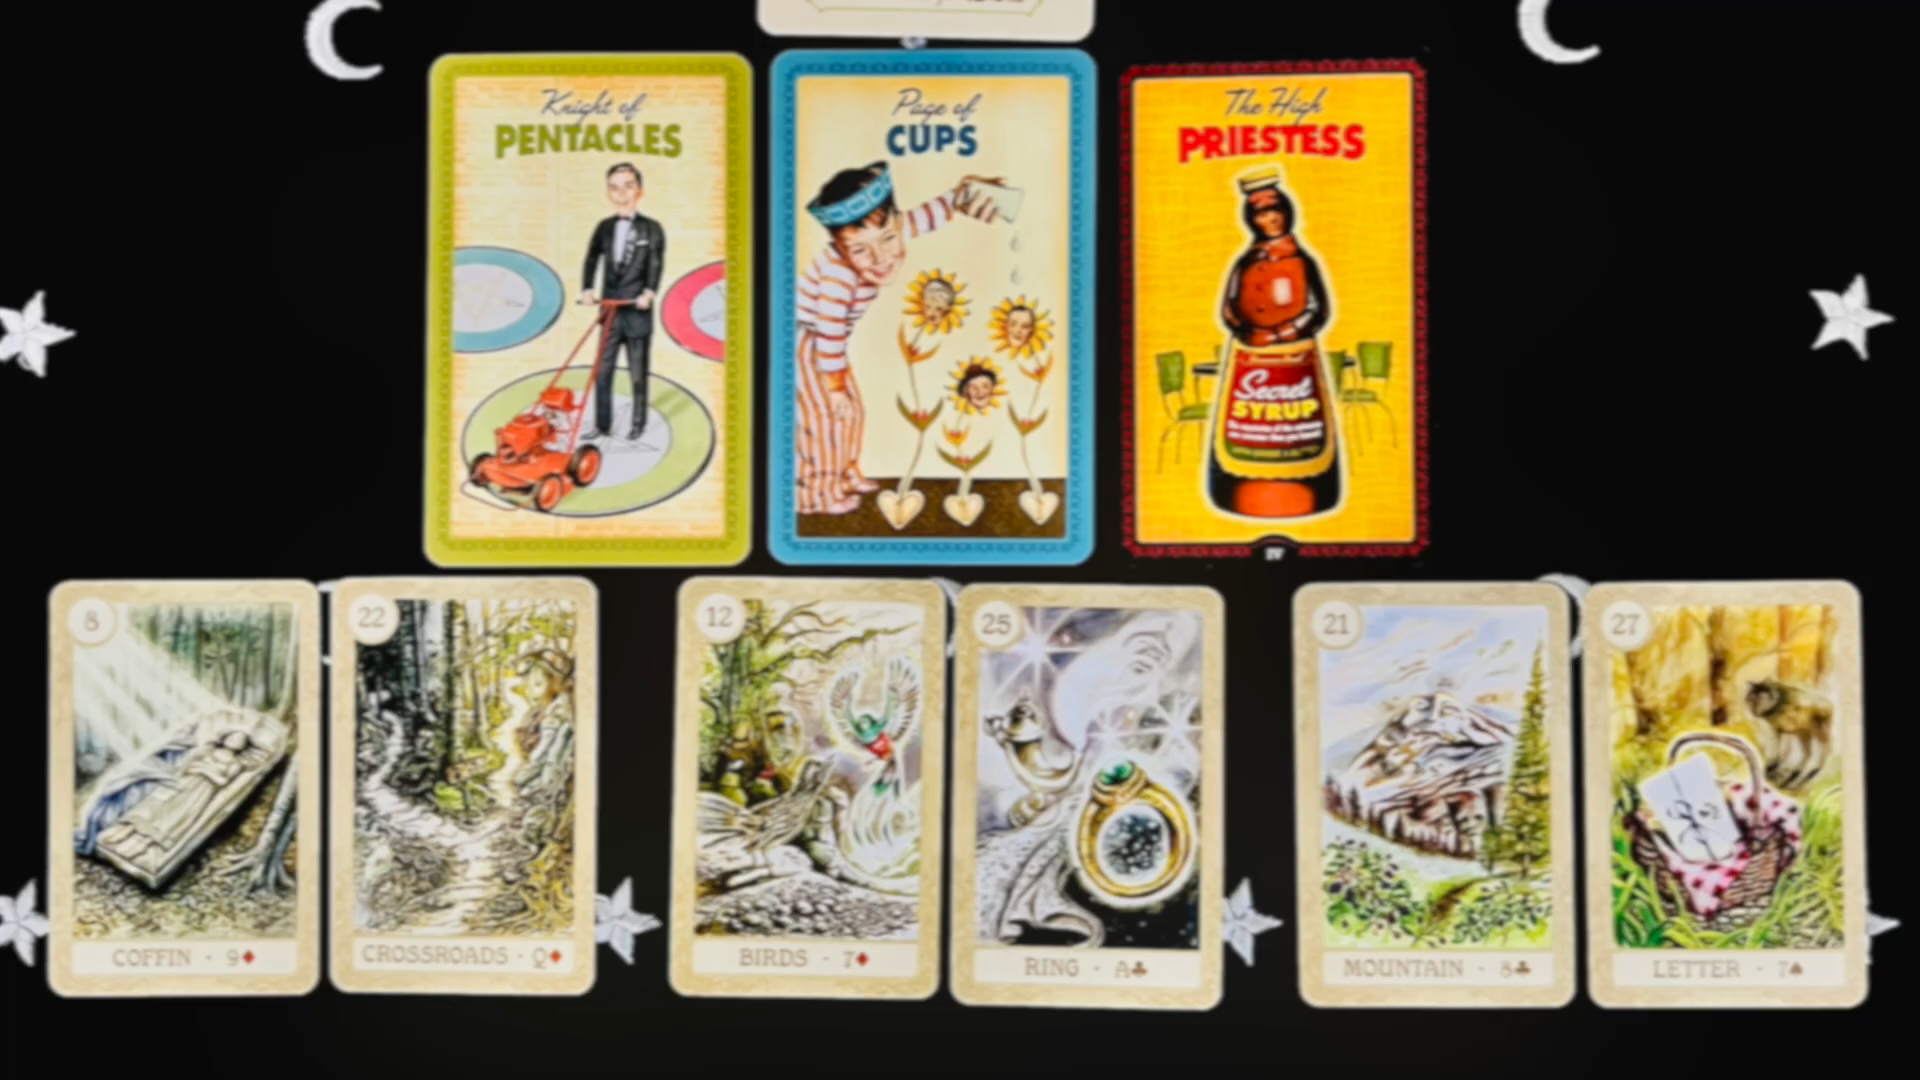 Knight of
PENTACLES
Page of
CUPS
The High
PRIESTESS
Secret
SYRUP
IV
8
COFFIN - 9♦
22
CROSSROADS - Q♦
12
BIRDS - 7♦
25
RING - A♣
21
MOUNTAIN - 8♣
27
LETTER - 7♠